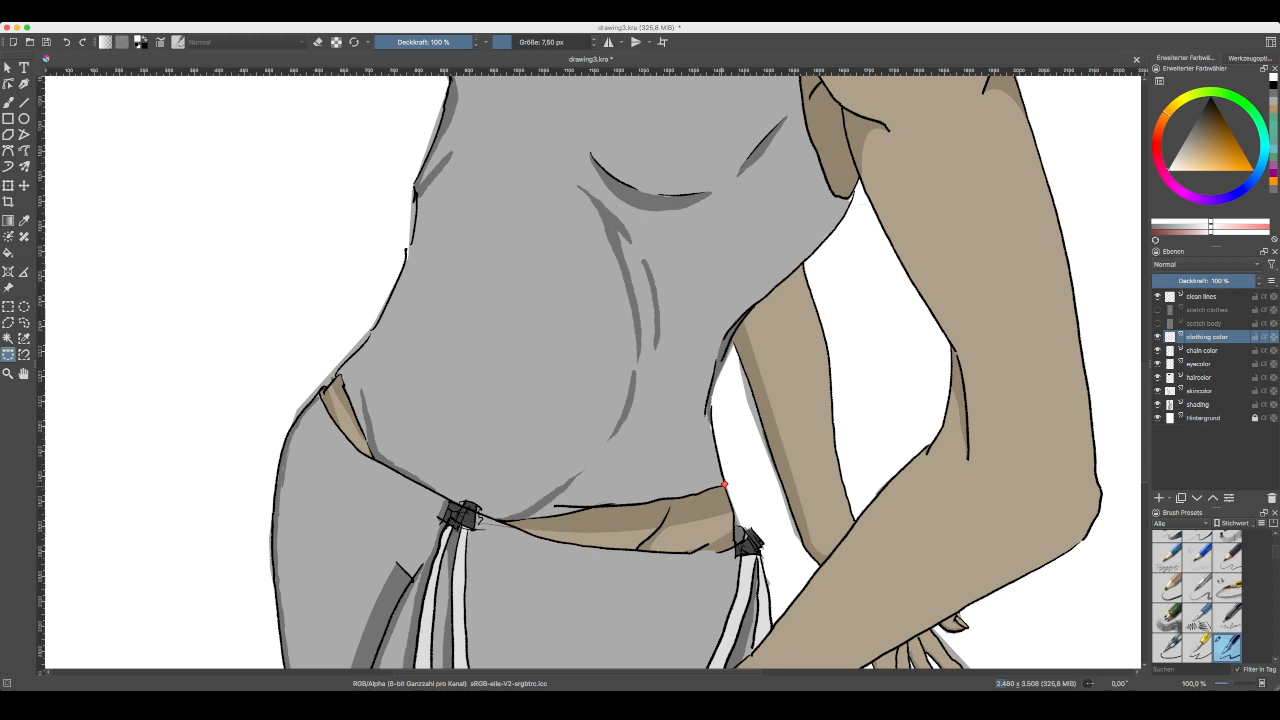 drawing3.kra (325,8 MiB) *
Normal
Deckkraft: 100 %
Größe: 7,50 px
drawing3.kra *
Erweiterter Farbwä...
Werkzeugopti...
Erweiterter Farbwähler
Ebenen
Normal
Deckkraft: 100 %
clean lines
scetch clothes
scetch body
clothing color
chain color
eyecolor
haircolor
skincolor
shading
Hintergrund
Brush Presets
Alle
Stichwort
Suchen
Filter in Tag
RGB/Alpha (8-bit Ganzzahl pro Kanal) sRGB-elle-V2-srgbtrc.icc
2.480 x 3.508 (325,8 MiB)
0,00°
100,0 %